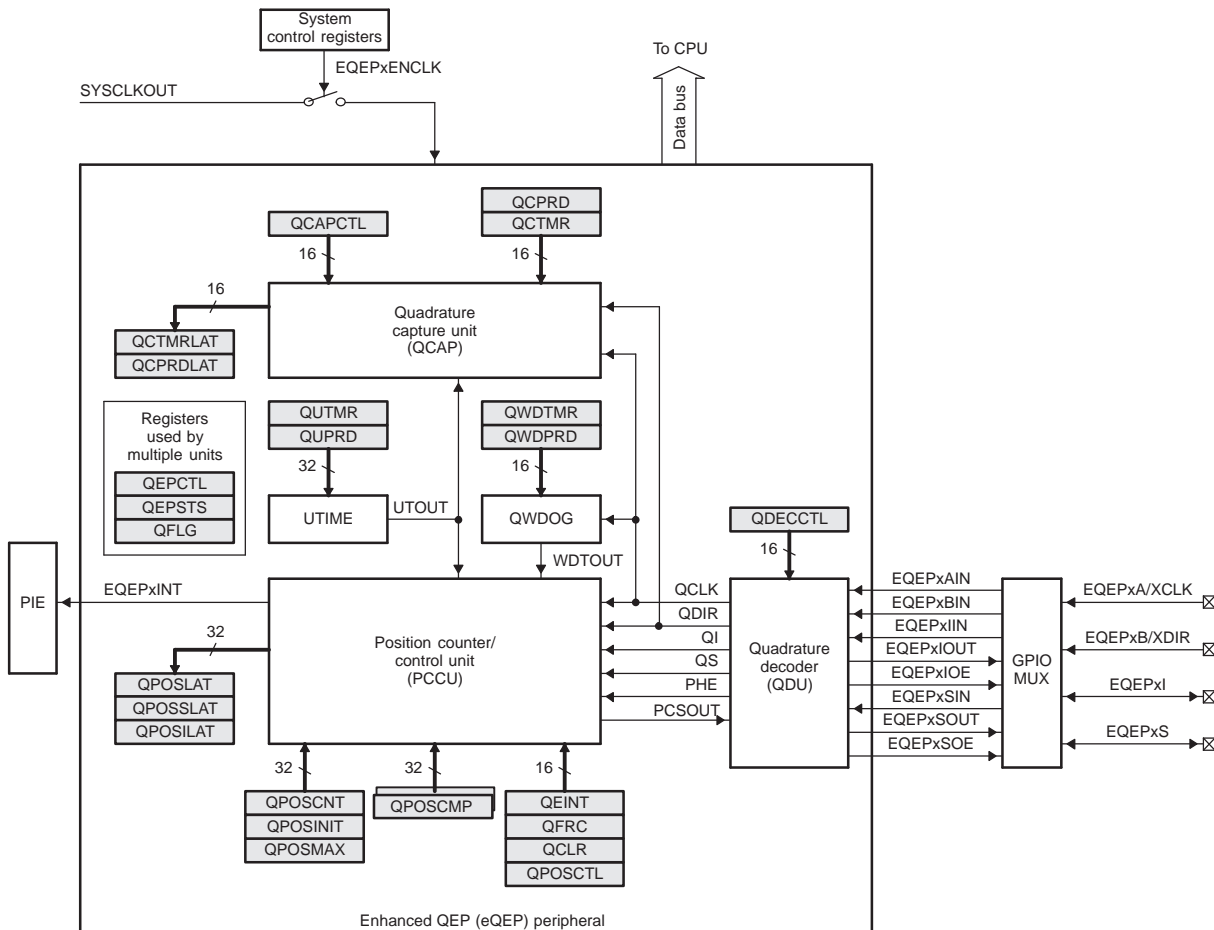 System
control registers
To CPU
EQEPxENCLK
SYSCLKOUT
Data bus
QCPRD
QCAPCTL
QCTMR
16
16
16
Quadrature
capture unit
(QCAP)
QCTMRLAT
QCPRDLAT
Registers
used by
multiple units
QEPCTL
QEPSTS
QFLG
QUTMR
QUPRD
32
QWDTMR
QWDPRD
16
UTIME
UTOUT
QWDOG
WDTOUT
QDECCTL
16
PIE
EQEPxINT
32
Position counter/
control unit
(PCCU)
QPOSLAT
QPOSSLAT
QPOSILAT
QCLK
QDIR
QI
QS
PHE
PCSOUT
Quadrature
decoder
(QDU)
EQEPxAIN
EQEPxBIN
EQEPxIIN
EQEPxIOUT
EQEPxIOE
EQEPxSIN
EQEPxSOUT
EQEPxSOE
GPIO
MUX
EQEPxA/XCLK
EQEPxB/XDIR
EQEPxI
EQEPxS
32
32
16
QPOSCNT
QPOSINIT
QPOSMAX
QPOSCMP
QEINT
QFRC
QCLR
QPOSCTL
Enhanced QEP (eQEP) peripheral